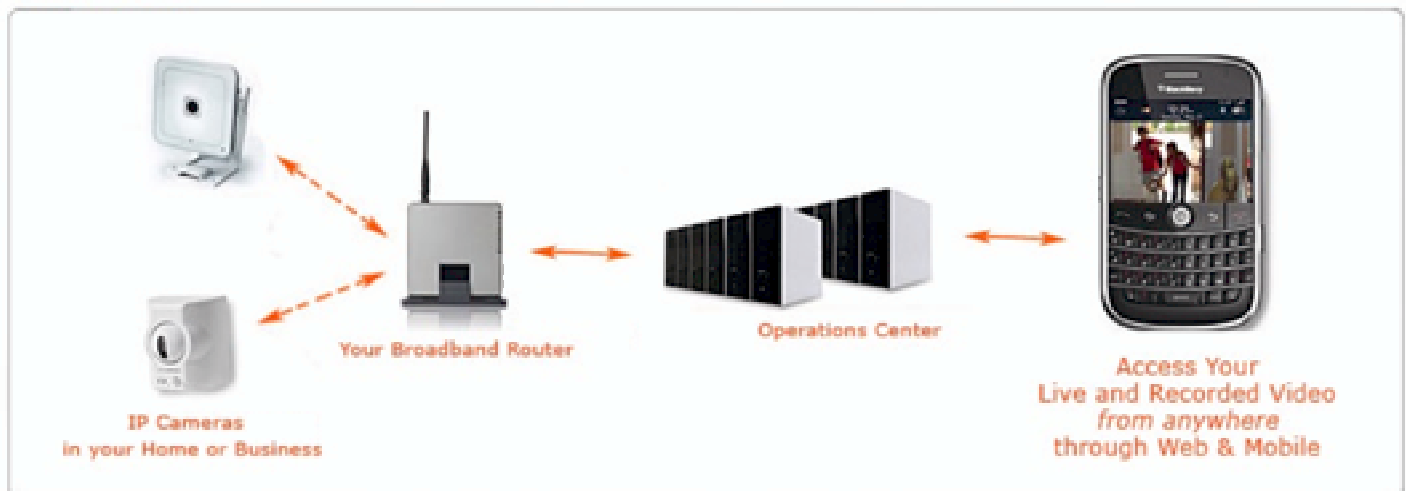 BlackBerry
Your Broadband Router
Operations Center
IP Cameras
in your Home or Business
Access Your
Live and Recorded Video
from anywhere
through Web & Mobile